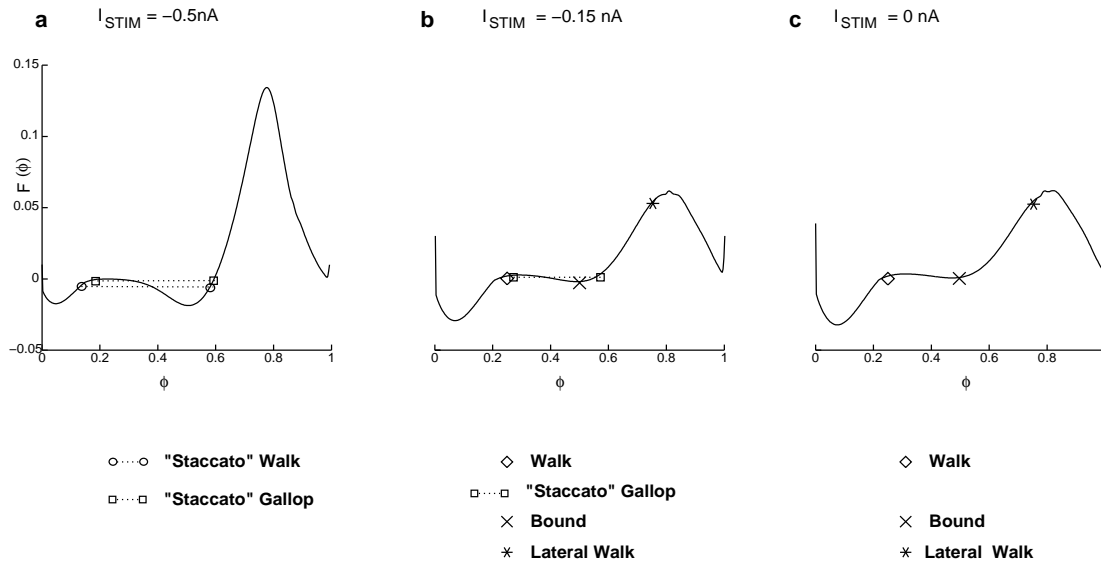 a I STIM = −0.5nA
b I STIM = −0.15 nA
c I STIM = 0 nA
0.15
0.1
0.05
0
−0.05
F (ϕ)
0 0.2 0.4 0.6 0.8 1
ϕ
0 0.2 0.4 0.6 0.8 1
ϕ
0 0.2 0.4 0.6 0.8
ϕ
"Staccato" Walk
"Staccato" Gallop
Walk
"Staccato" Gallop
Bound
Lateral Walk
Walk
Bound
Lateral Walk